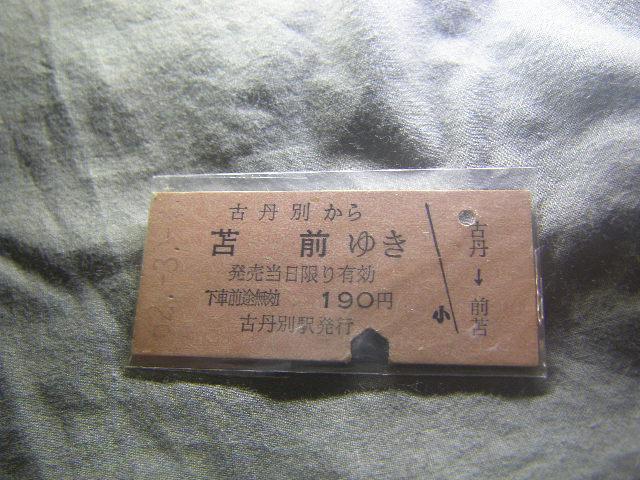 古丹別から
苫前ゆき
発売当日限り有効
下車前途無効 190円
古丹別駅発行
小
古丹
↓
前苫